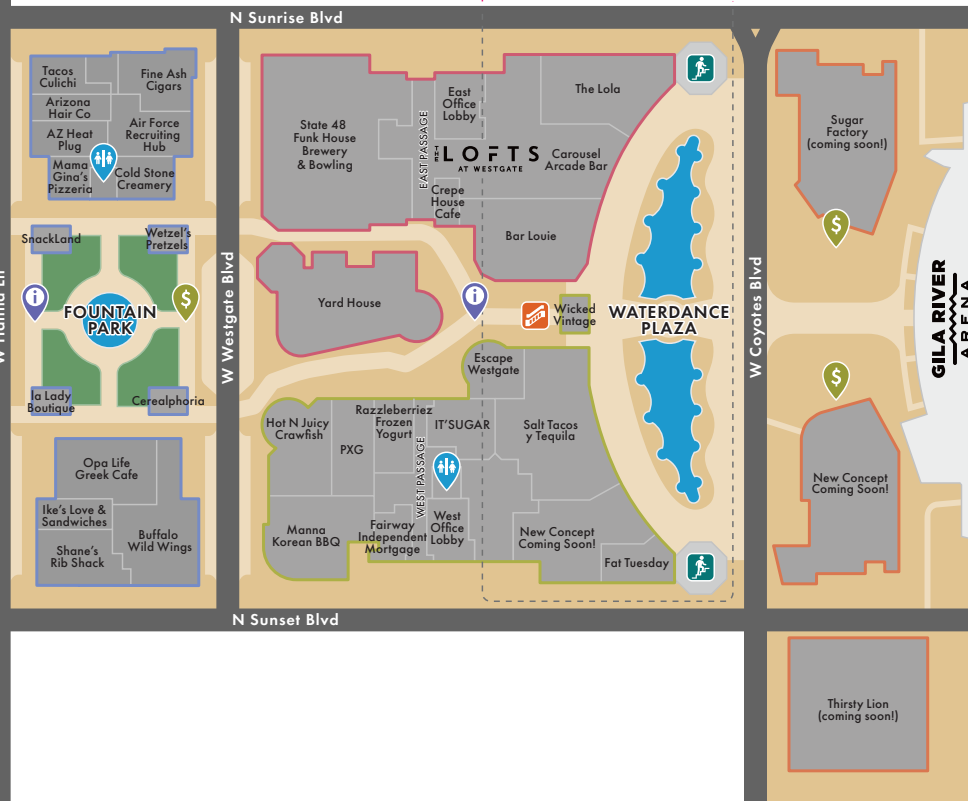 N Sunrise Blvd
Tacos
Culichi
Fine Ash
Cigars
Arizona
Hair Co
AZ Heat
Plug
Air Force
Recruiting
Hub
Mama
Gina's
Pizzeria
Cold Stone
Creamery
State 48
Funk House
Brewery
& Bowling
EAST PASSAGE
East
Office
Lobby
The Lola
THE LOFTS
AT WESTGATE
Carousel
Arcade Bar
Crepe
House
Cafe
Bar Louie
Sugar
Factory
(coming soon!)
$
SnackLand
Wetzel's
Pretzels
i
$
FOUNTAIN
PARK
la Lady
Boutique
Cerealphoria
W Westgate Blvd
Yard House
i
Wicked
Vintage
WATERDANCE
PLAZA
W Coyotes Blvd
GILA RIVER
ARENA
$
Escape
Westgate
Hot N Juicy
Crawfish
PXG
Razzleberriez
Frozen
Yogurt
IT'SUGAR
Salt Tacos
y Tequila
WEST PASSAGE
Manna
Korean BBQ
Fairway
Independent
Mortgage
West
Office
Lobby
New Concept
Coming Soon!
Fat Tuesday
New Concept
Coming Soon!
Opa Life
Greek Cafe
Ike's Love &
Sandwiches
Shane's
Rib Shack
Buffalo
Wild Wings
N Sunset Blvd
Thirsty Lion
(coming soon!)